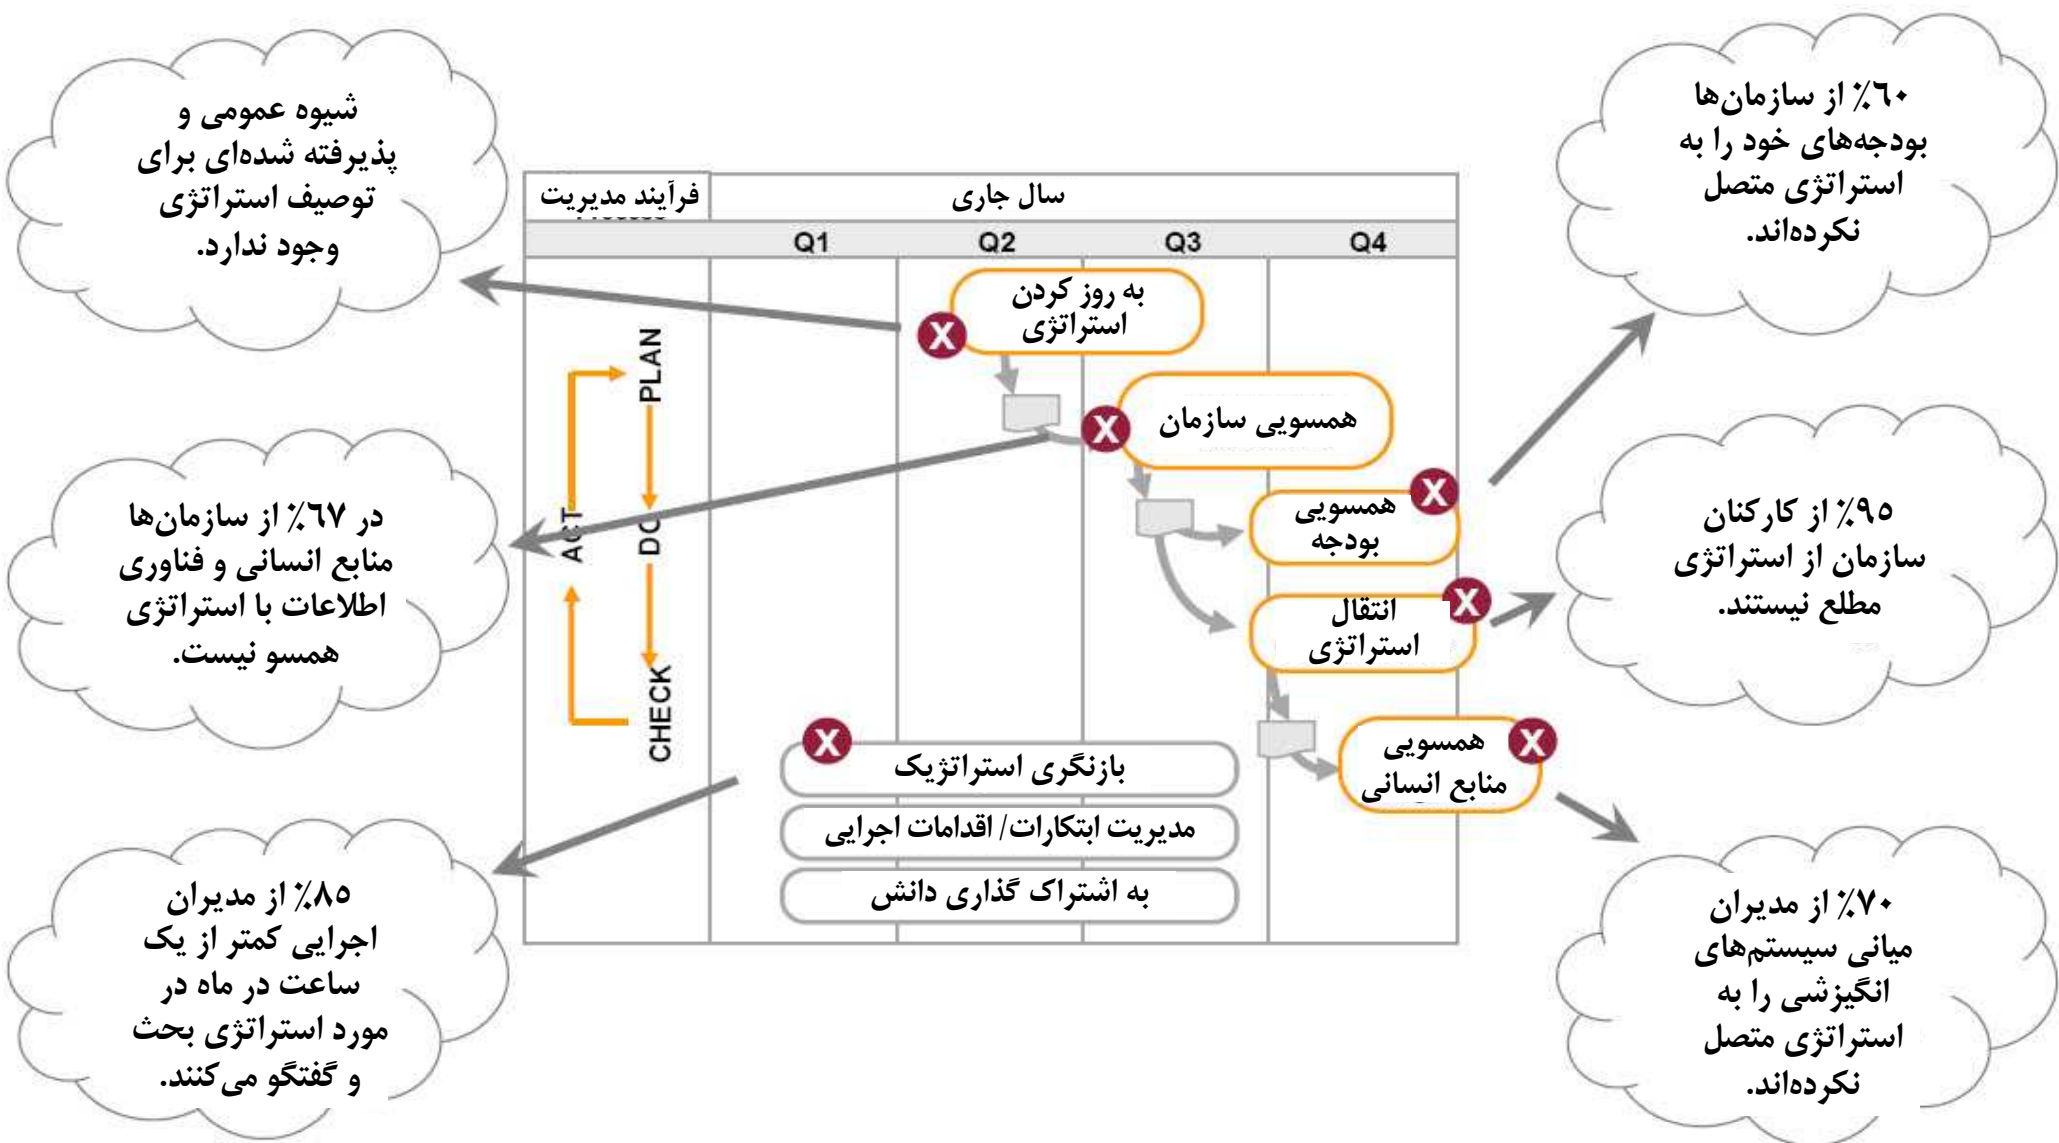 شیوه عمومی و
پذیرفته شده‌ای برای
توصیف استراتژی
وجود ندارد.
٪۶۰ از سازمان‌ها
بودجه‌های خود را به
استراتژی متصل
نکرده‌اند.
فرآیند مدیریت
سال جاری
Q1 Q2 Q3 Q4
به روز کردن
استراتژی
X
PLAN
همسویی سازمان
X
در ۶۷٪ از سازمان‌ها
منابع انسانی و فناوری
اطلاعات با استراتژی
همسو نیست.
ACT
DO
همسویی
بودجه
X
٪۹۵ از کارکنان
سازمان از استراتژی
مطلع نیستند.
انتقال
استراتژی
X
CHECK
همسویی
منابع انسانی
X
X
بازنگری استراتژیک
مدیریت ابتکارات/ اقدامات اجرایی
به اشتراک گذاری دانش
٪۸۵ از مدیران
اجرایی کمتر از یک
ساعت در ماه در
مورد استراتژی بحث
و گفتگو می‌کنند.
٪۷۰ از مدیران
میانی سیستم‌های
انگیزشی را به
استراتژی متصل
نکرده‌اند.